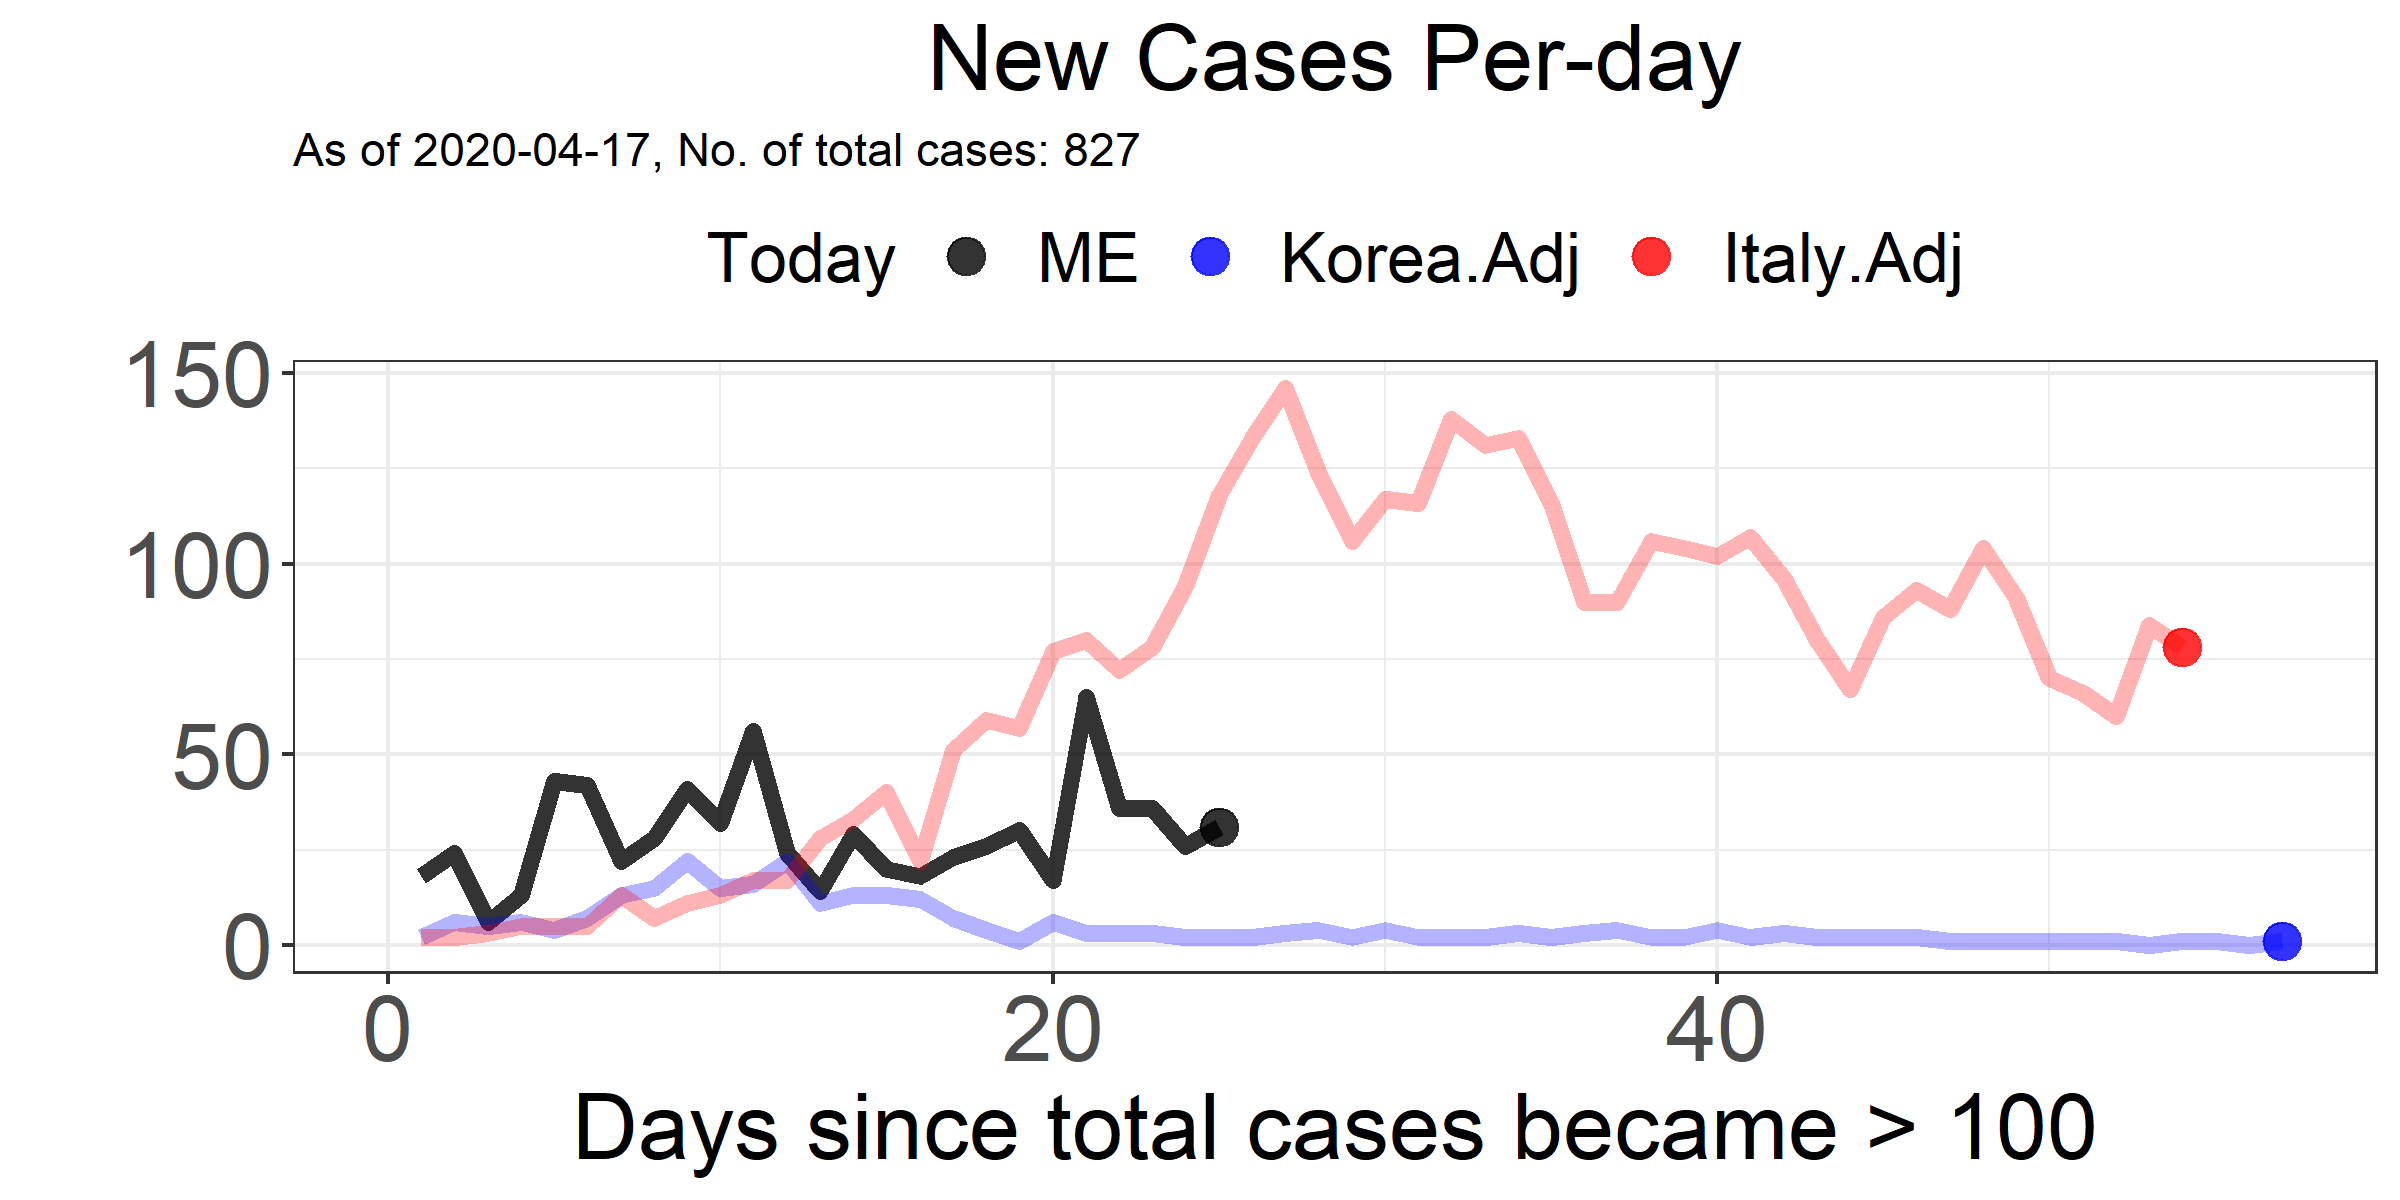 New Cases Per-day
As of 2020-04-17, No. of total cases: 827
Today ME Korea.Adj Italy.Adj
150
100
50
0
0 20 40
Days since total cases became > 100